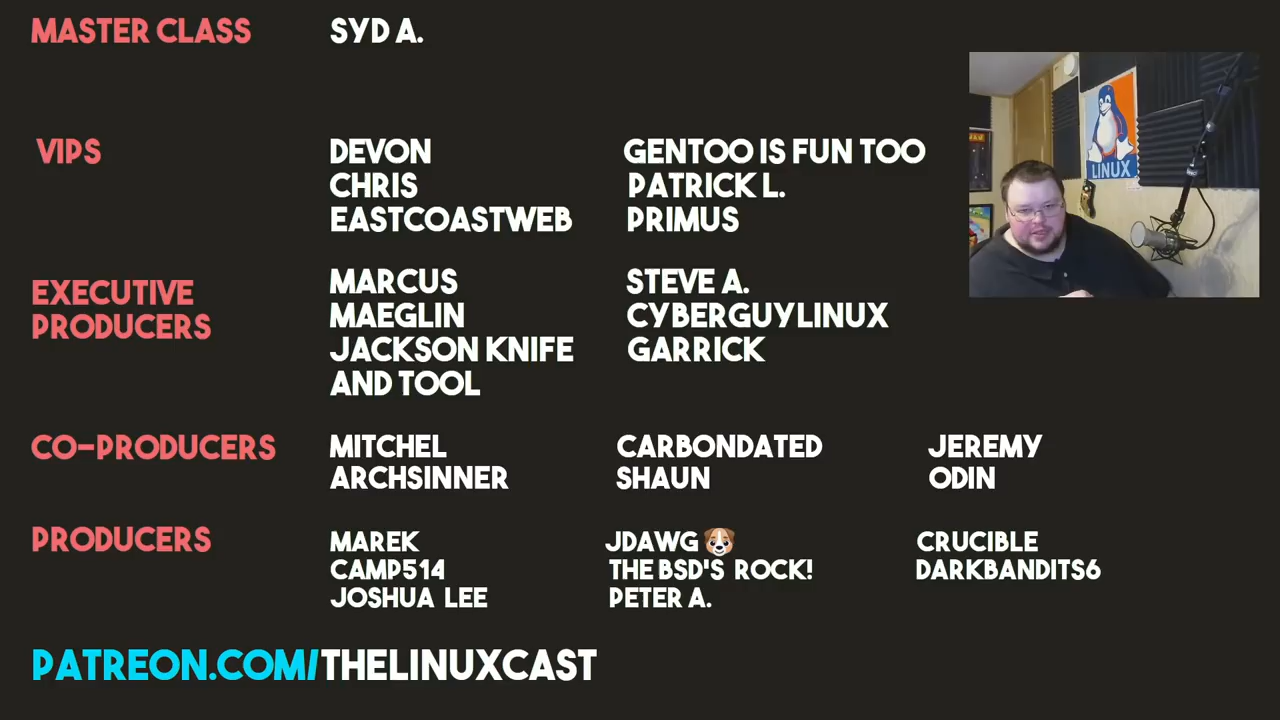 MASTER CLASS SYD A.
VIPS DEVON GENTOO IS FUN TOO
CHRIS PATRICK L.
EASTCOASTWEB PRIMUS
EXECUTIVE PRODUCERS MARCUS STEVE A.
MAEGLIN CYBERGUYLINUX
JACKSON KNIFE GARRICK
AND TOOL
CO-PRODUCERS MITCHEL CARBONDATED JEREMY
ARCHSINNER SHAUN ODIN
PRODUCERS MAREK JDAWG🐶 CRUCIBLE
CAMP514 THE BSD'S ROCK! DARKBANDITS6
JOSHUA LEE PETER A.
PATREON.COM/THELINUXCAST
LINUX